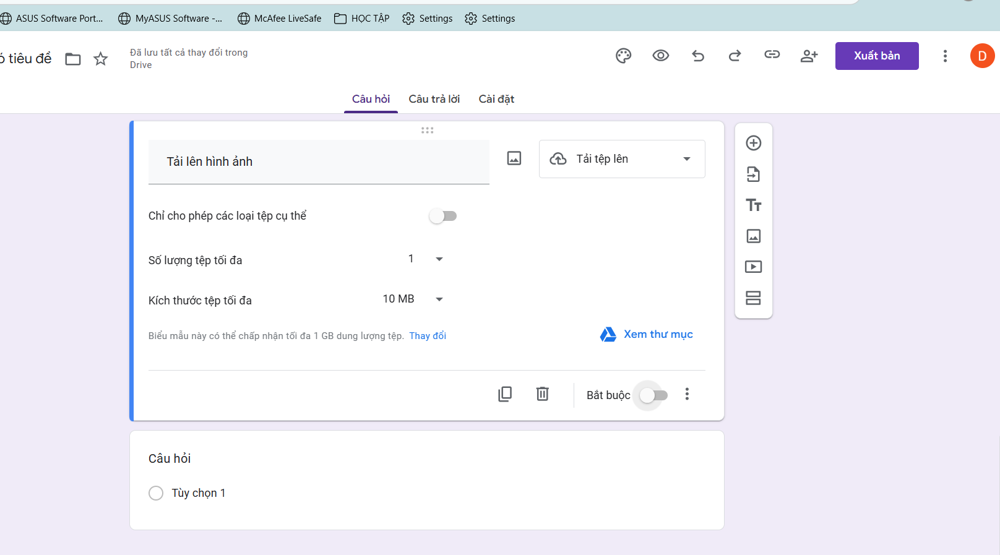 ASUS Software Port...
MyASUS Software -...
McAfee LiveSafe
HỌC TẬP
Settings
Settings
ó tiêu đề
Đã lưu tất cả thay đổi trong
Drive
Xuất bản
D
Câu hỏi
Câu trả lời
Cài đặt
Tải lên hình ảnh
Tải tệp lên
Chỉ cho phép các loại tệp cụ thể
Số lượng tệp tối đa
1
Kích thước tệp tối đa
10 MB
Biểu mẫu này có thể chấp nhận tối đa 1 GB dung lượng tệp. Thay đổi
Xem thư mục
Bắt buộc
Câu hỏi
Tùy chọn 1